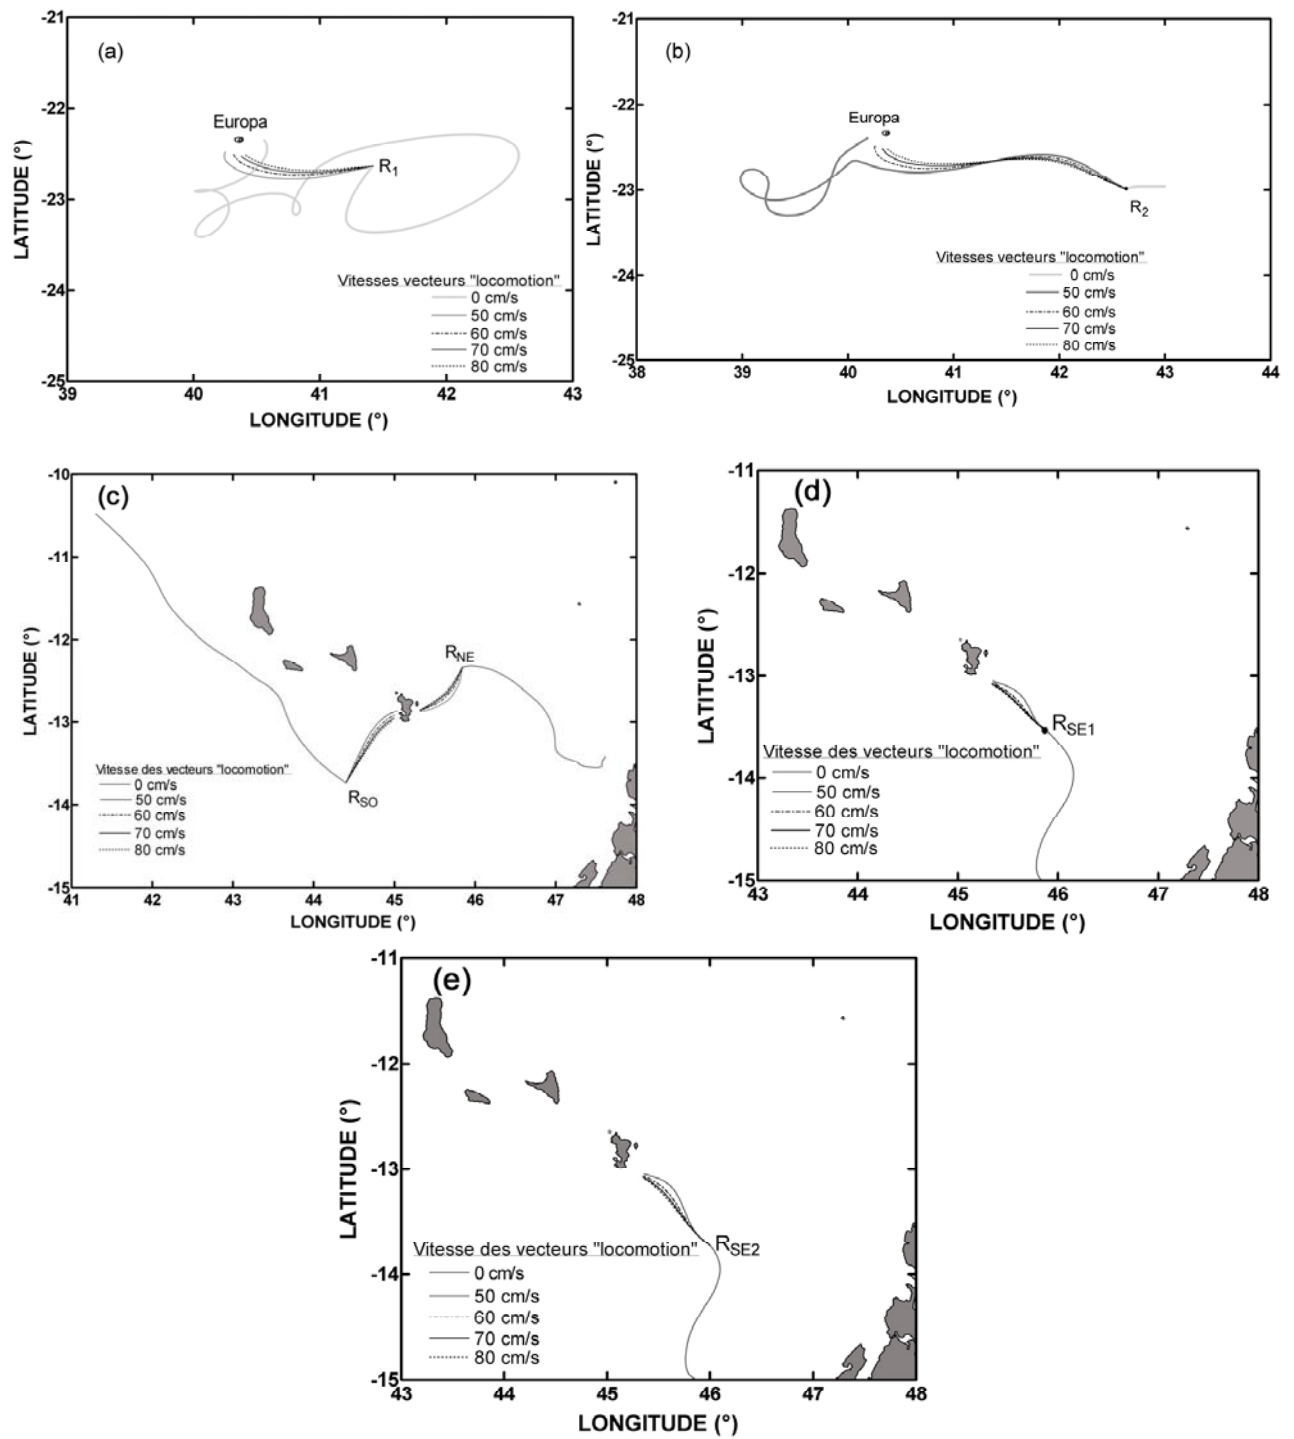 (a)
-21
-22
-23
-24
-25
39
40
41
42
43
LATITUDE (°)
LONGITUDE (°)
Europa
R1
Vitesses vecteurs "locomotion"
0 cm/s
50 cm/s
60 cm/s
70 cm/s
80 cm/s
(b)
-21
-22
-23
-24
-25
38
39
40
41
42
43
44
LATITUDE (°)
LONGITUDE (°)
Europa
R2
Vitesses vecteurs "locomotion"
0 cm/s
50 cm/s
60 cm/s
70 cm/s
80 cm/s
(c)
-10
-11
-12
-13
-14
-15
41
42
43
44
45
46
47
48
LATITUDE (°)
LONGITUDE (°)
RNE
RSO
Vitesse des vecteurs "locomotion"
0 cm/s
50 cm/s
60 cm/s
70 cm/s
80 cm/s
(d)
-11
-12
-13
-14
-15
43
44
45
46
47
48
LATITUDE (°)
LONGITUDE (°)
RSE1
Vitesse des vecteurs "locomotion"
0 cm/s
50 cm/s
60 cm/s
70 cm/s
80 cm/s
(e)
-11
-12
-13
-14
-15
43
44
45
46
47
48
LATITUDE (°)
LONGITUDE (°)
RSE2
Vitesse des vecteurs "locomotion"
0 cm/s
50 cm/s
60 cm/s
70 cm/s
80 cm/s